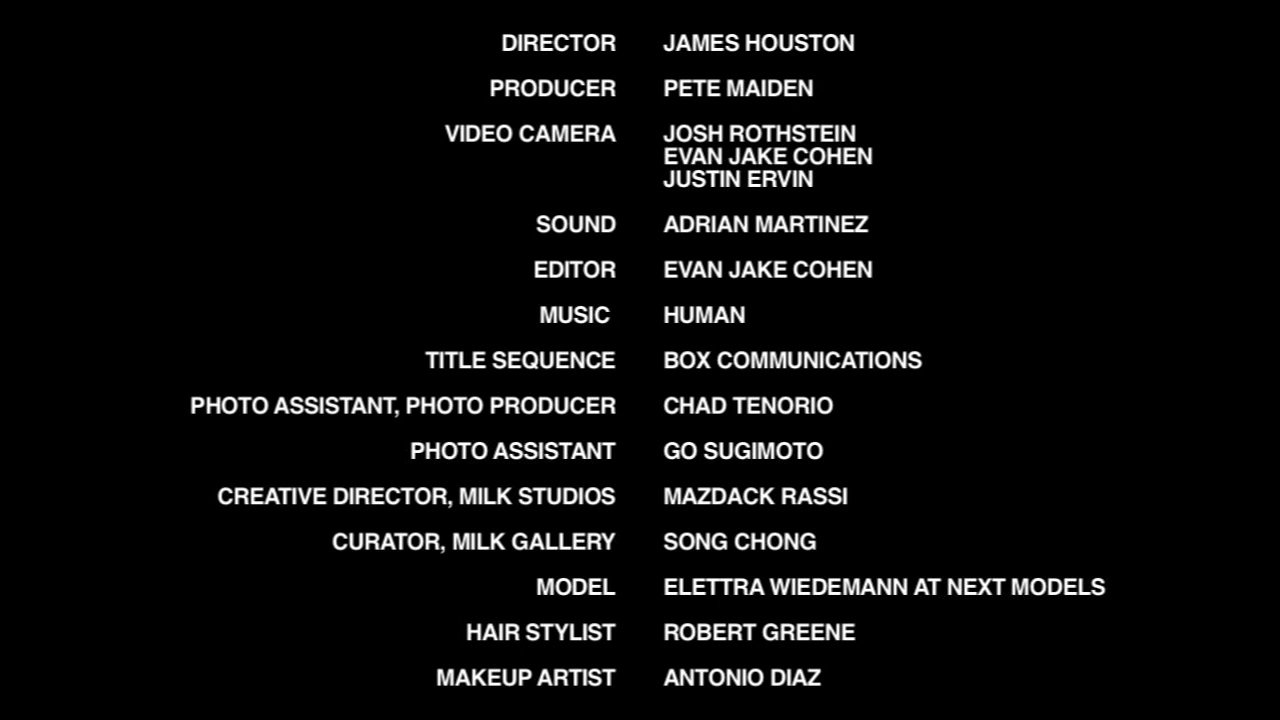 DIRECTOR JAMES HOUSTON
PRODUCER PETE MAIDEN
VIDEO CAMERA JOSH ROTHSTEIN
EVAN JAKE COHEN
JUSTIN ERVIN
SOUND ADRIAN MARTINEZ
EDITOR EVAN JAKE COHEN
MUSIC HUMAN
TITLE SEQUENCE BOX COMMUNICATIONS
PHOTO ASSISTANT, PHOTO PRODUCER CHAD TENORIO
PHOTO ASSISTANT GO SUGIMOTO
CREATIVE DIRECTOR, MILK STUDIOS MAZDACK RASSI
CURATOR, MILK GALLERY SONG CHONG
MODEL ELETTRA WIEDEMANN AT NEXT MODELS
HAIR STYLIST ROBERT GREENE
MAKEUP ARTIST ANTONIO DIAZ